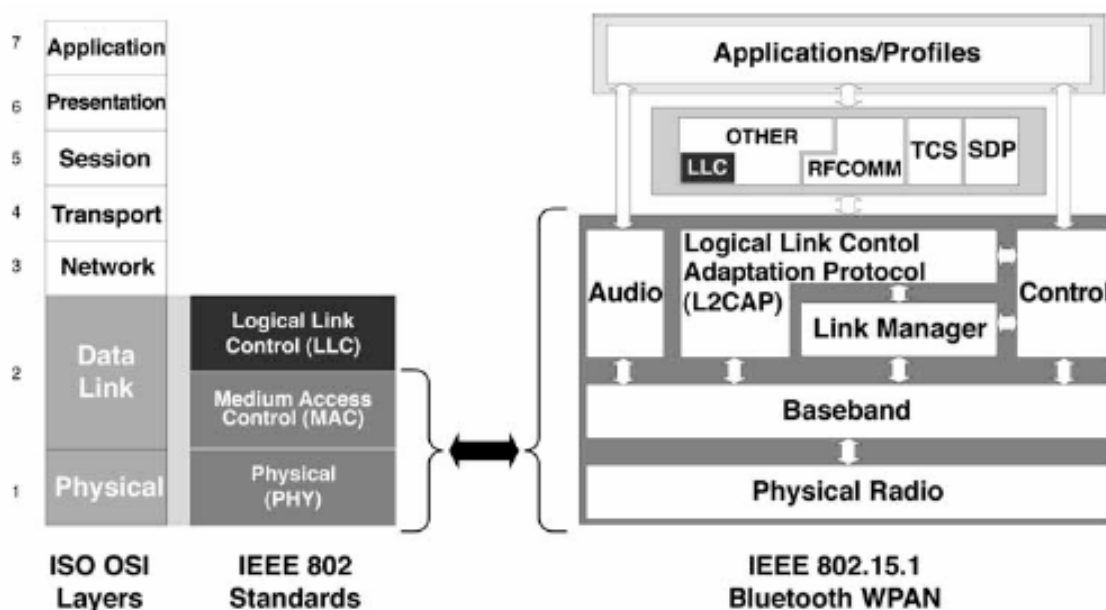 7
Application
6
Presentation
5
Session
4
Transport
3
Network
2
Data
Link
1
Physical
ISO OSI
Layers
Logical Link
Control (LLC)
Medium Access
Control (MAC)
Physical
(PHY)
IEEE 802
Standards
Applications/Profiles
OTHER
LLC
RFCOMM
TCS
SDP
Audio
Logical Link Contol
Adaptation Protocol
(L2CAP)
Link Manager
Control
Baseband
Physical Radio
IEEE 802.15.1
Bluetooth WPAN